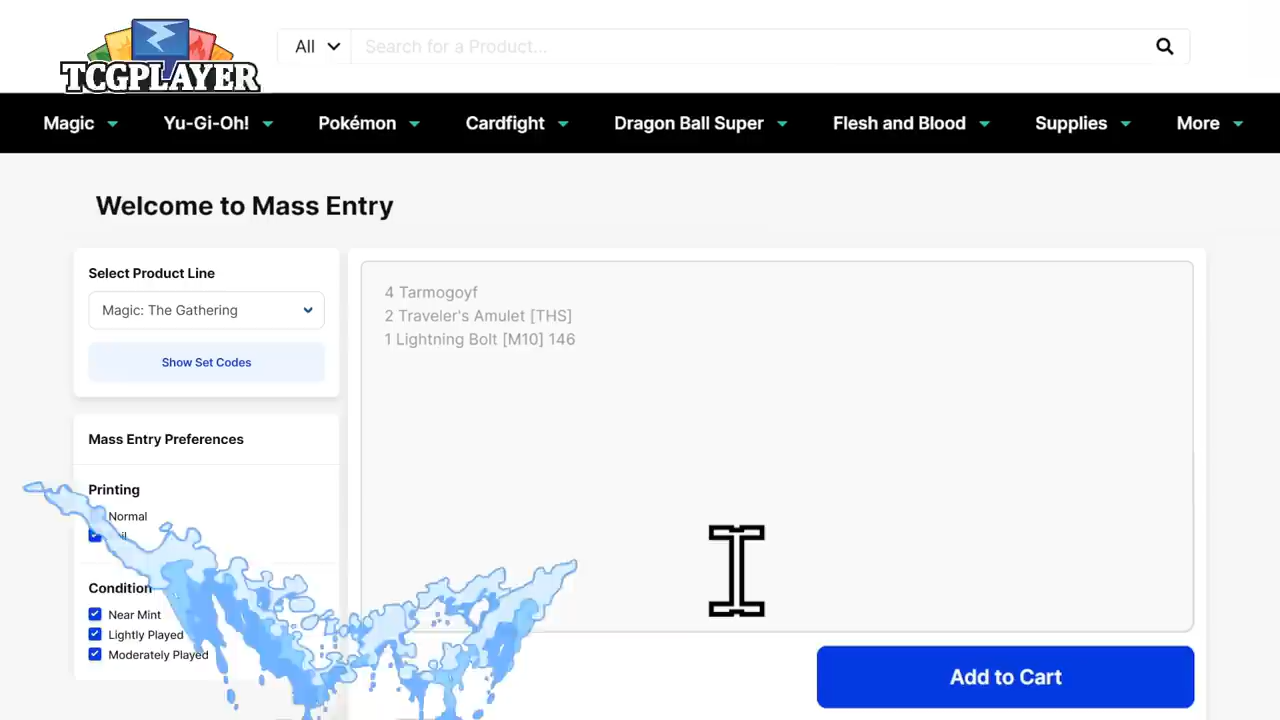 TCGPLAYER
All
Search for a Product...
Magic
Yu-Gi-Oh!
Pokémon
Cardfight
Dragon Ball Super
Flesh and Blood
Supplies
More
Welcome to Mass Entry
Select Product Line
Magic: The Gathering
Show Set Codes
4 Tarmogoyf
2 Traveler's Amulet [THS]
1 Lightning Bolt [M10] 146
Mass Entry Preferences
Printing
Normal
Condition
Near Mint
Lightly Played
Moderately Played
Add to Cart